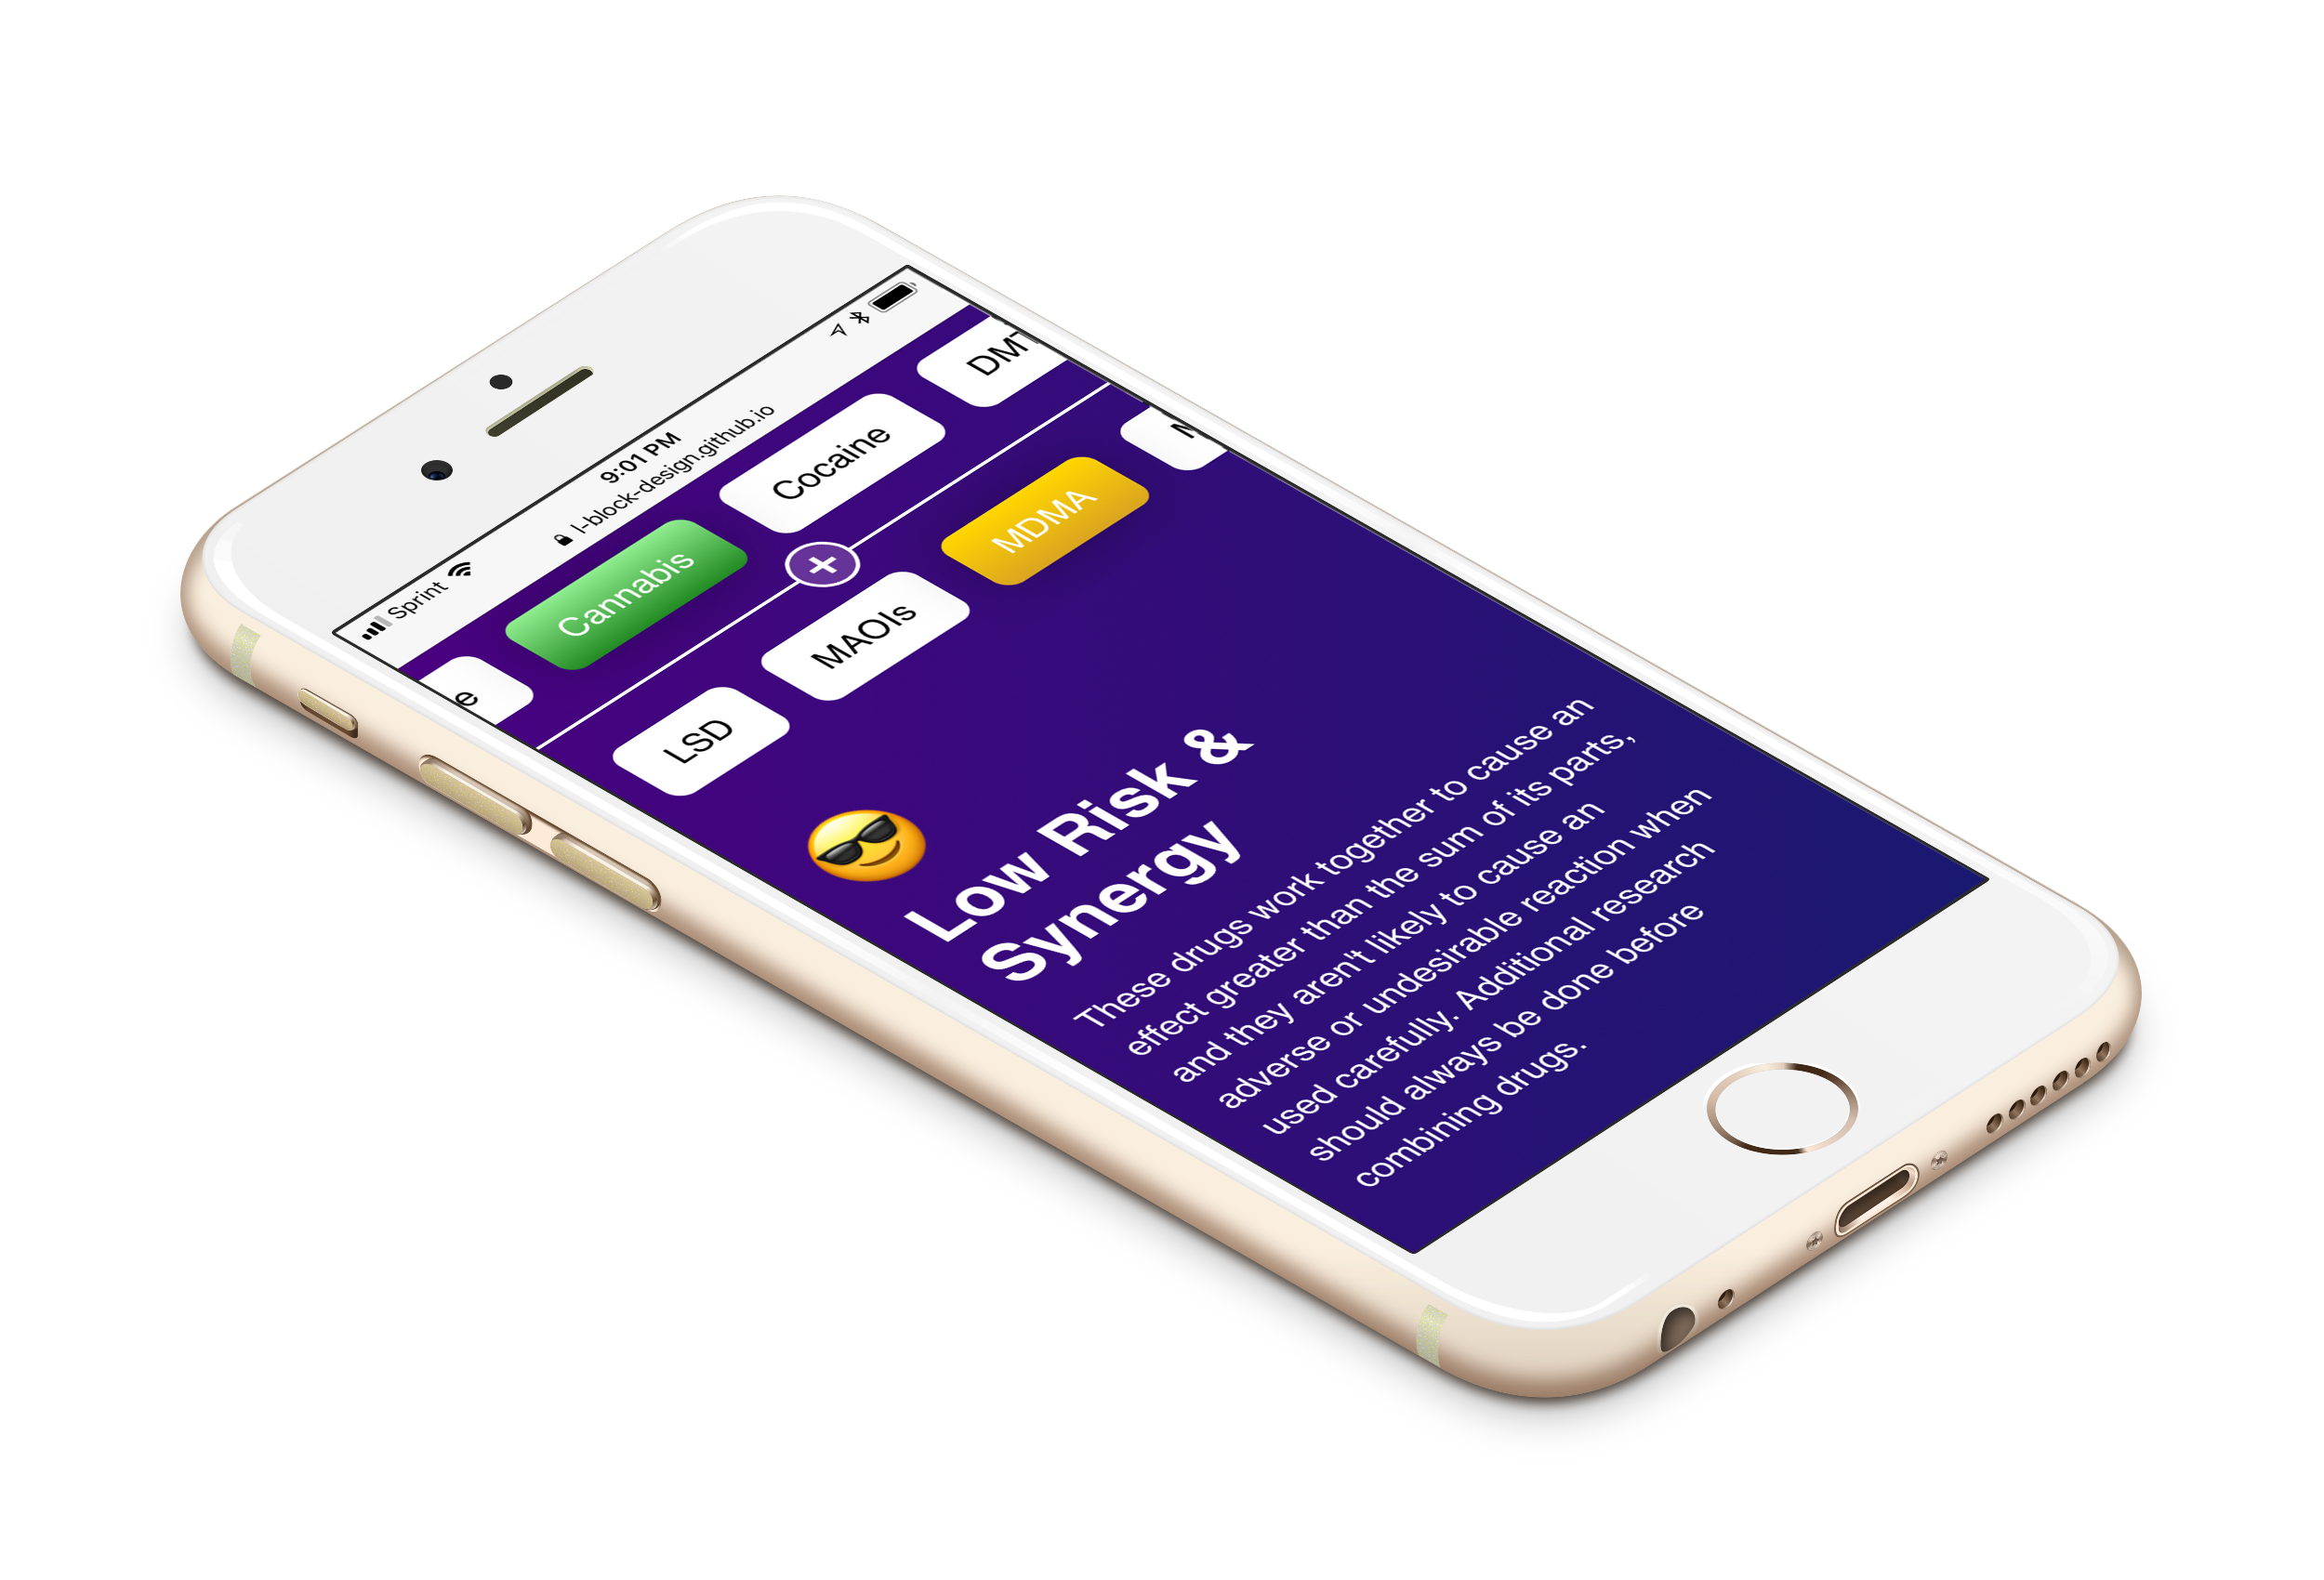 Sprint
9:01 PM
l-block-design.github.io
e
Cannabis
Cocaine
DMT
+
LSD
MAOIs
MDMA
Low Risk &
Synergy
These drugs work together to cause an
effect greater than the sum of its parts,
and they aren't likely to cause an
adverse or undesirable reaction when
used carefully. Additional research
should always be done before
combining drugs.